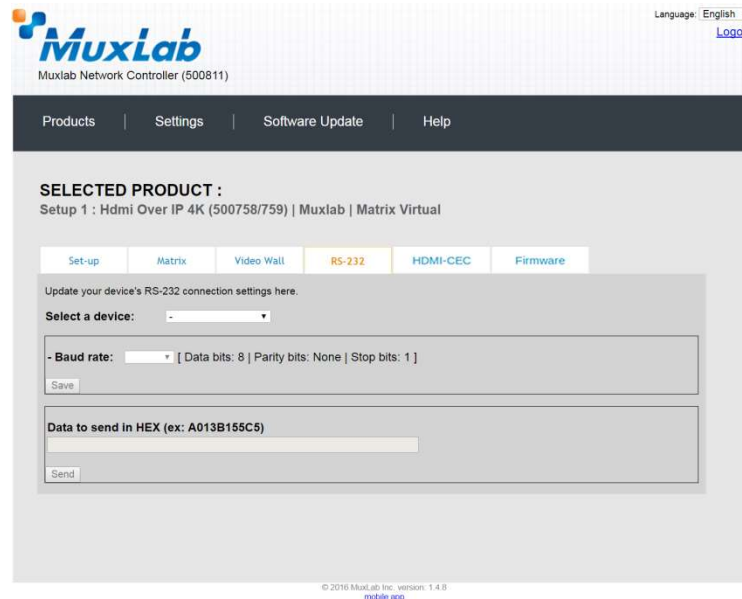 Language: English
Logo
MuxLab
Muxlab Network Controller (500811)
Products | Settings | Software Update | Help
SELECTED PRODUCT :
Setup 1 : Hdmi Over IP 4K (500758/759) | Muxlab | Matrix Virtual
Set-up Matrix Video Wall RS-232 HDMI-CEC Firmware
Update your device's RS-232 connection settings here.
Select a device: -
- Baud rate: [ Data bits: 8 | Parity bits: None | Stop bits: 1 ]
Save
Data to send in HEX (ex: A013B155C5)
Send
© 2016 MuxLab Inc. version: 1.4.8
mobile app